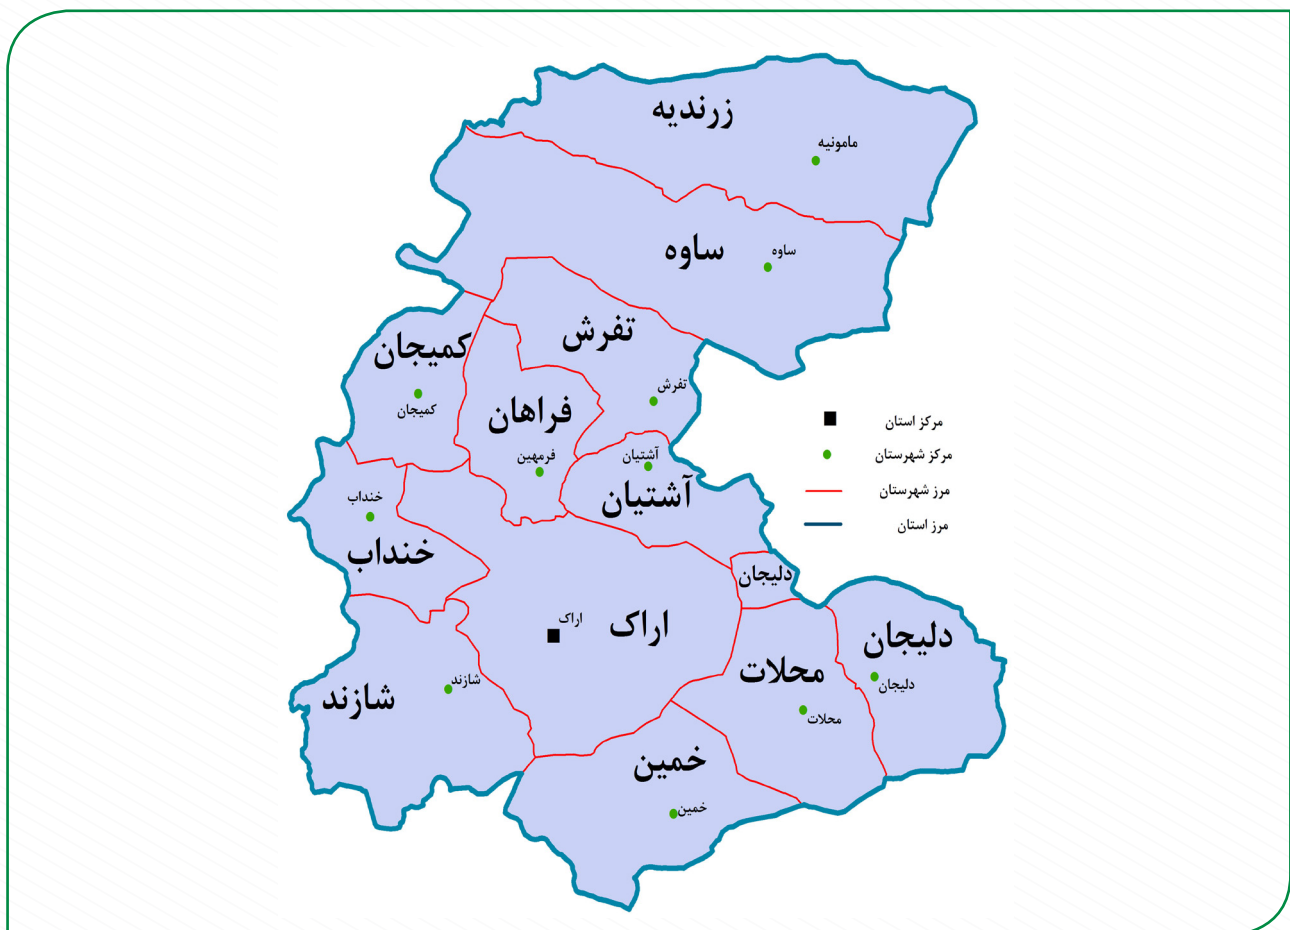 زرندیه
مامونیه
ساوه
ساوه
تفرش
کمیجان
تفرش
کمیجان
فراهان
فرمهین
آشتیان
آشتیان
خنداب
خنداب
دلیجان
اراک
اراک
دلیجان
دلیجان
محلات
محلات
شازند
شازند
خمین
خمین
مرکز استان
مرکز شهرستان
مرز شهرستان
مرز استان